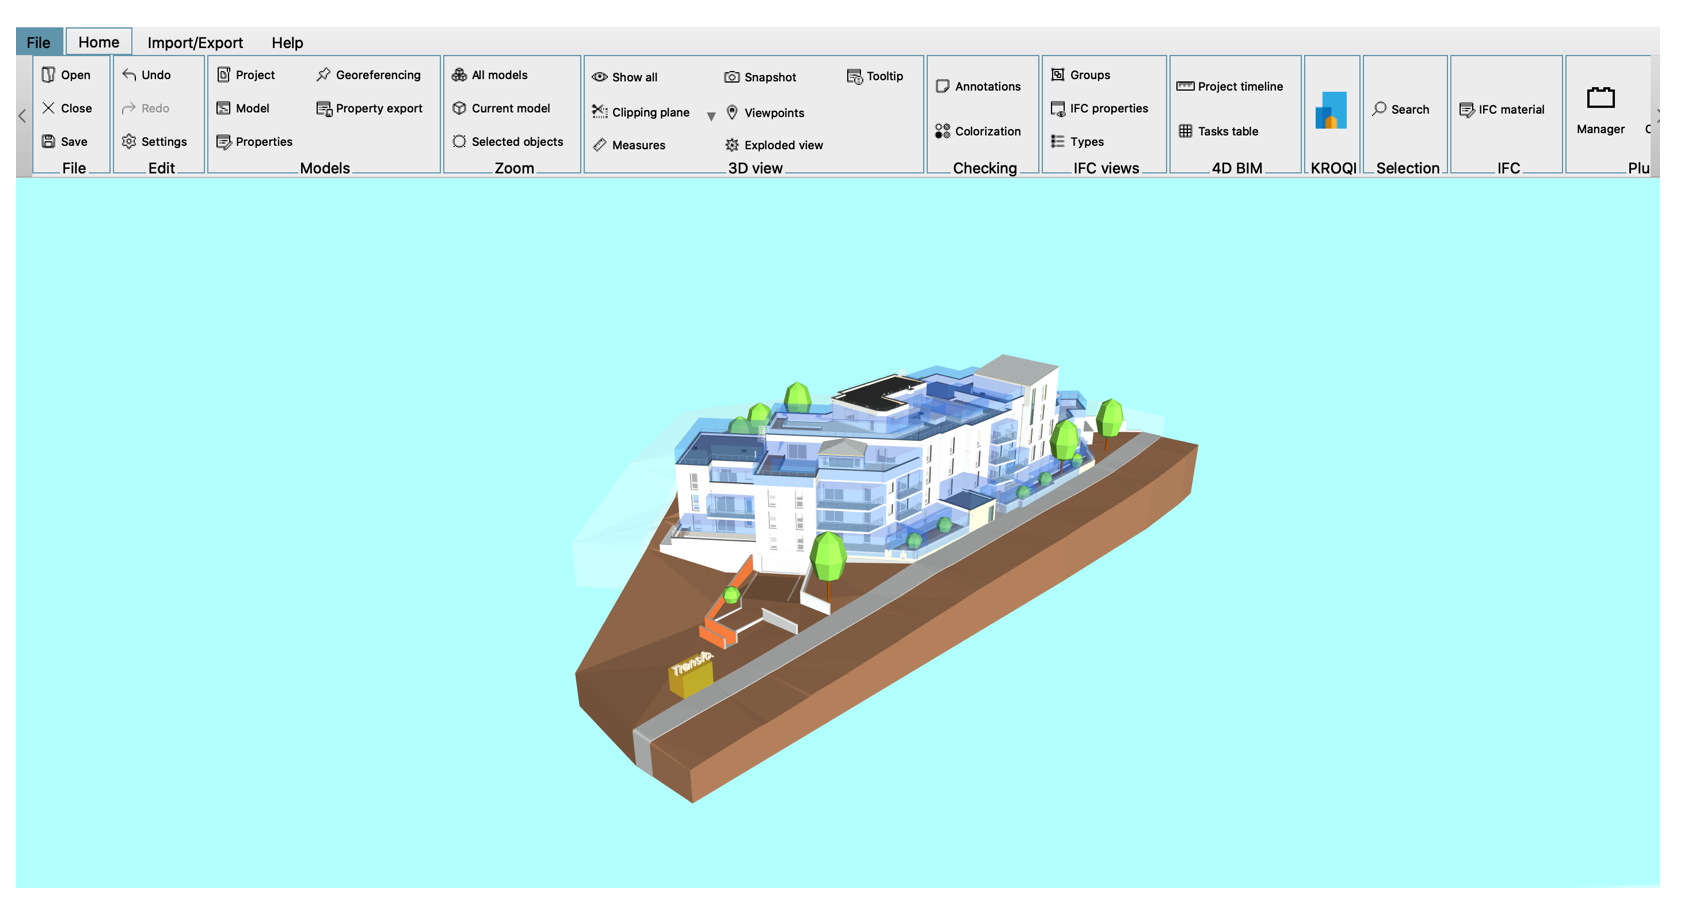 File Home Import/Export Help
Open Undo Project Georeferencing All models Show all Snapshot Tooltip Annotations Groups Project timeline Search IFC material Manager
Close Redo Model Property export Current model Clipping plane Viewpoints Colorization IFC properties Tasks table
Save Settings Properties Selected objects Measures Exploded view Types
File Edit Models Zoom 3D view Checking IFC views 4D BIM KROQI Selection IFC Plu